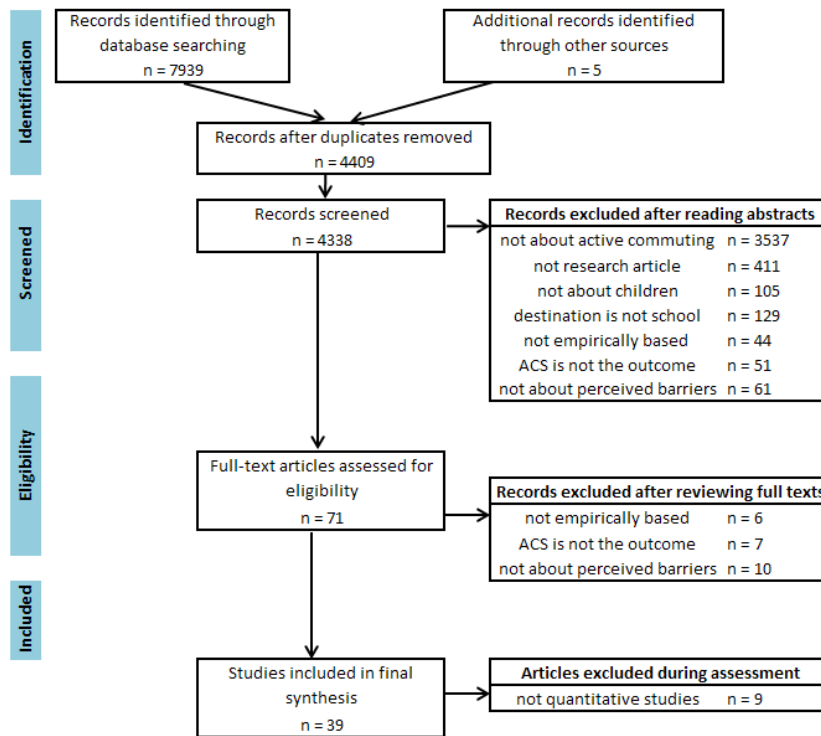 Identification
Records identified through
database searching
n = 7939
Additional records identified
through other sources
n = 5
Records after duplicates removed
n = 4409
Screened
Records screened
n = 4338
Records excluded after reading abstracts
not about active commuting n = 3537
not research article n = 411
not about children n = 105
destination is not school n = 129
not empirically based n = 44
ACS is not the outcome n = 51
not about perceived barriers n = 61
Eligibility
Full-text articles assessed for
eligibility
n = 71
Records excluded after reviewing full texts
not empirically based n = 6
ACS is not the outcome n = 7
not about perceived barriers n = 10
Included
Studies included in final
synthesis
n = 39
Articles excluded during assessment
not quantitative studies n = 9